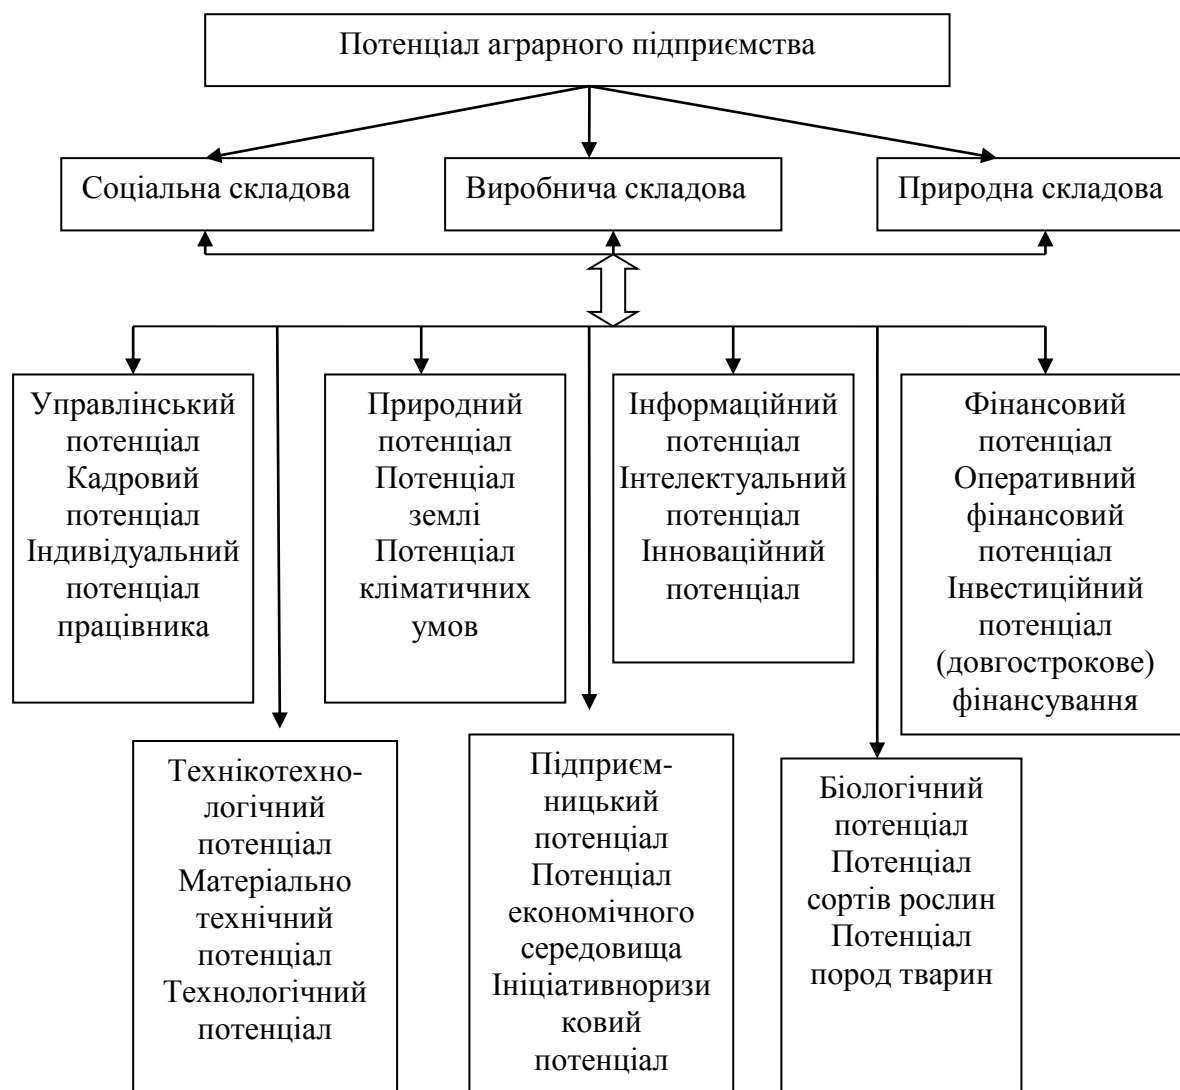 Потенціал аграрного підприємства
Соціальна складова
Виробнича складова
Природна складова
Управлінський
потенціал
Кадровий
потенціал
Індивідуальний
потенціал
працівника
Природний
потенціал
Потенціал
землі
Потенціал
кліматичних
умов
Інформаційний
потенціал
Інтелектуальний
потенціал
Інноваційний
потенціал
Фінансовий
потенціал
Оперативний
фінансовий
потенціал
Інвестиційний
потенціал
(довгострокове)
фінансування
Технікотехно-
логічний
потенціал
Матеріально
технічний
потенціал
Технологічний
потенціал
Підприєм-
ницький
потенціал
Потенціал
економічного
середовища
Ініціативноризи
ковий
потенціал
Біологічний
потенціал
Потенціал
сортів рослин
Потенціал
пород тварин